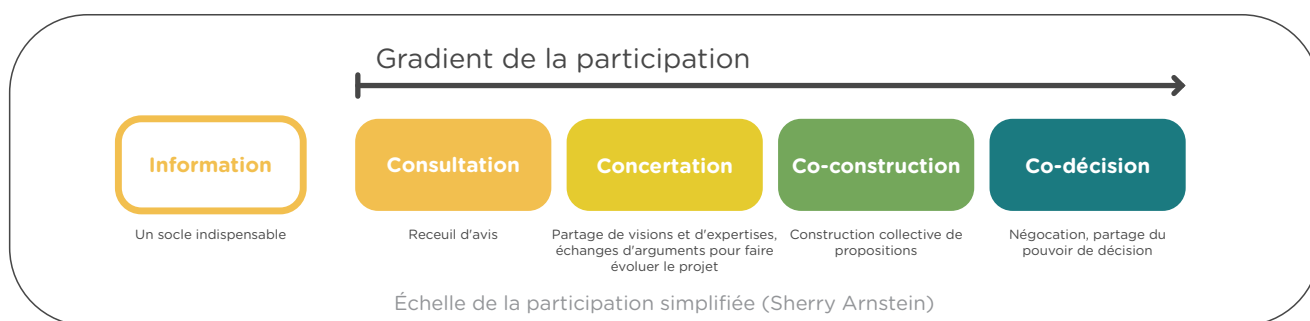 Gradient de la participation
Information
Consultation
Concertation
Co-construction
Co-décision
Un socle indispensable
Receuil d'avis
Partage de visions et d'expertises,
échanges d'arguments pour faire
évoluer le projet
Construction collective de
propositions
Négocation, partage du
pouvoir de décision
Échelle de la participation simplifiée (Sherry Arnstein)